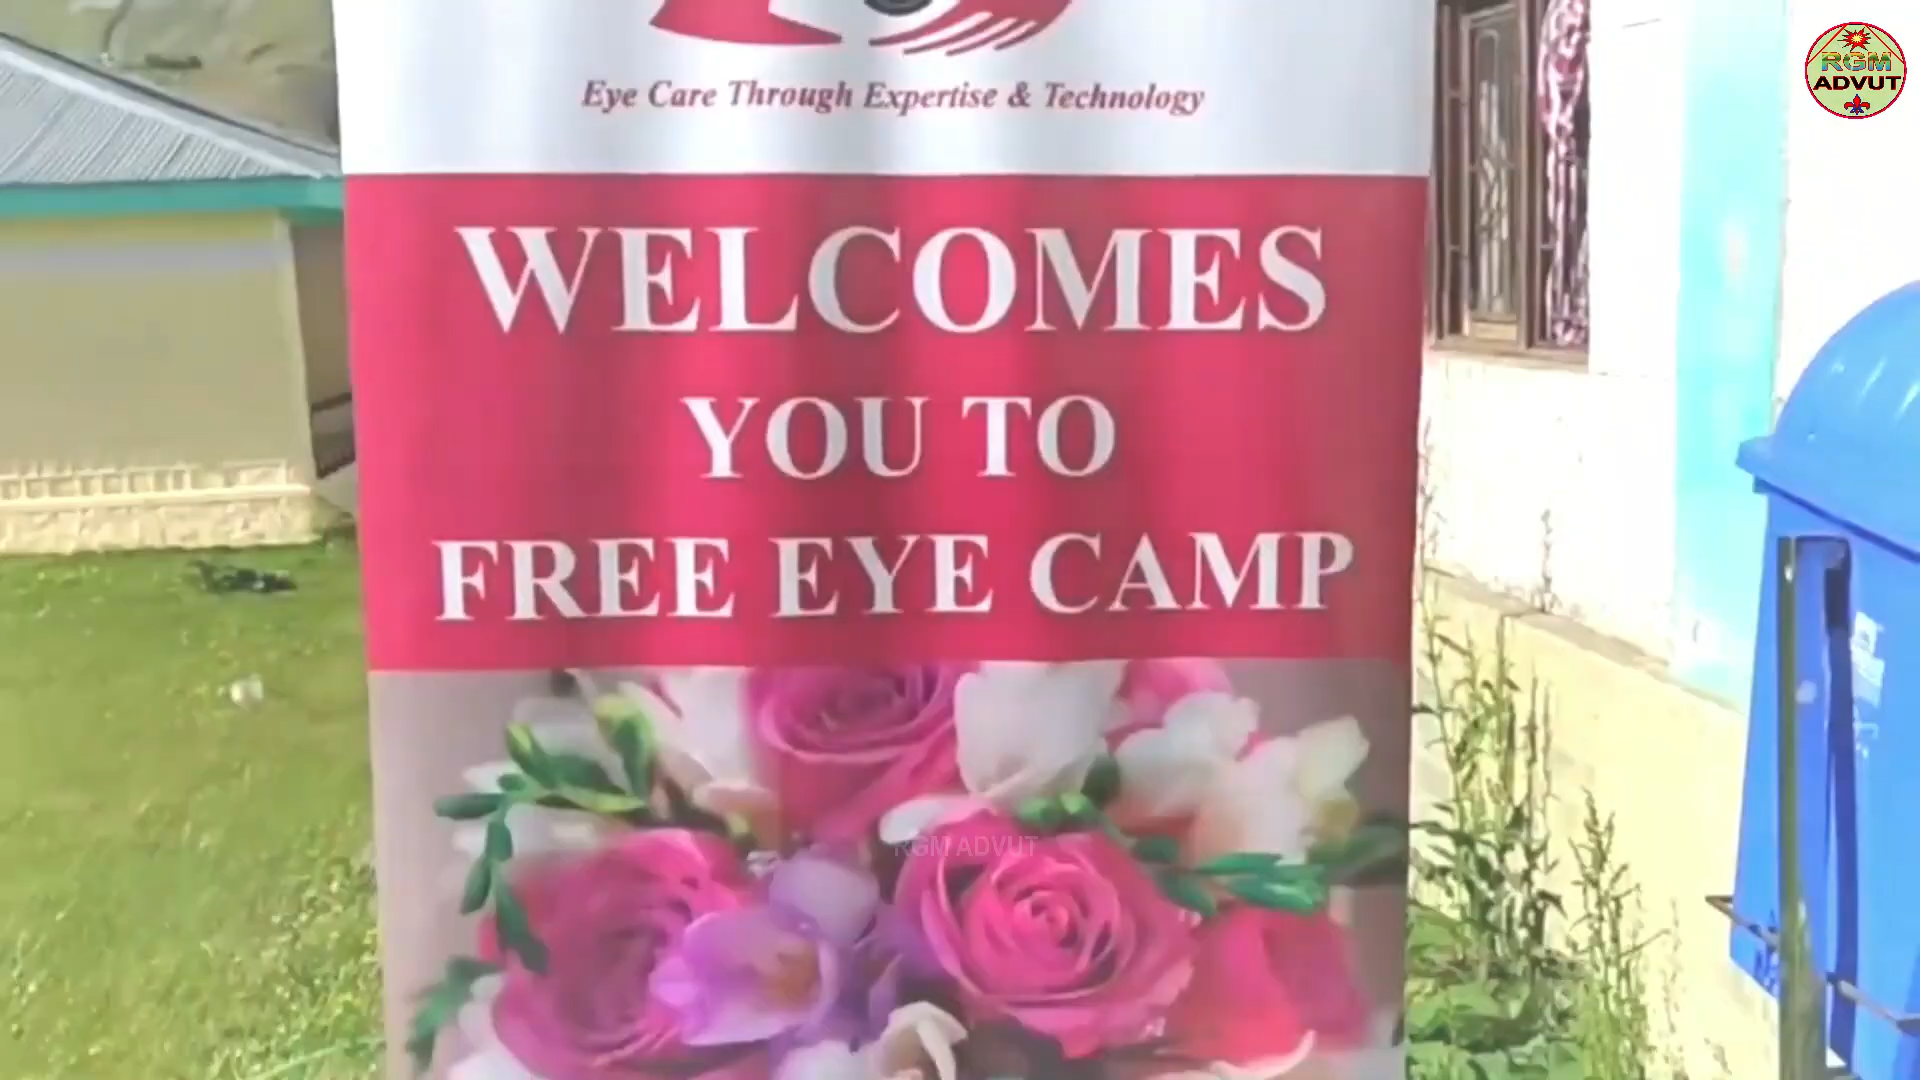 RGM
ADVUT
Eye Care Through Expertise & Technology
WELCOMES
YOU TO
FREE EYE CAMP
RGM ADVUT